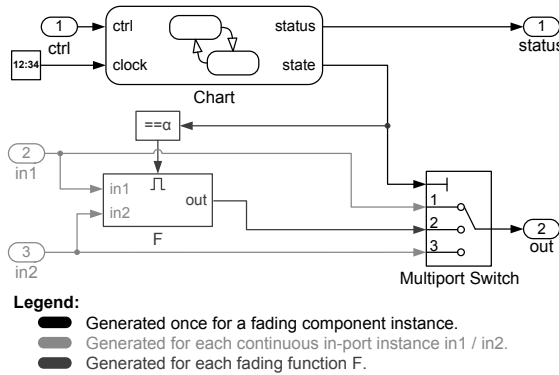 1
ctrl
12:34
ctrl
clock
status
state
Chart
1
status
==α
2
in1
in1
in2
out
F
3
in2
1
2
3
Multiport Switch
2
out
Legend:
Generated once for a fading component instance.
Generated for each continuous in-port instance in1 / in2.
Generated for each fading function F.